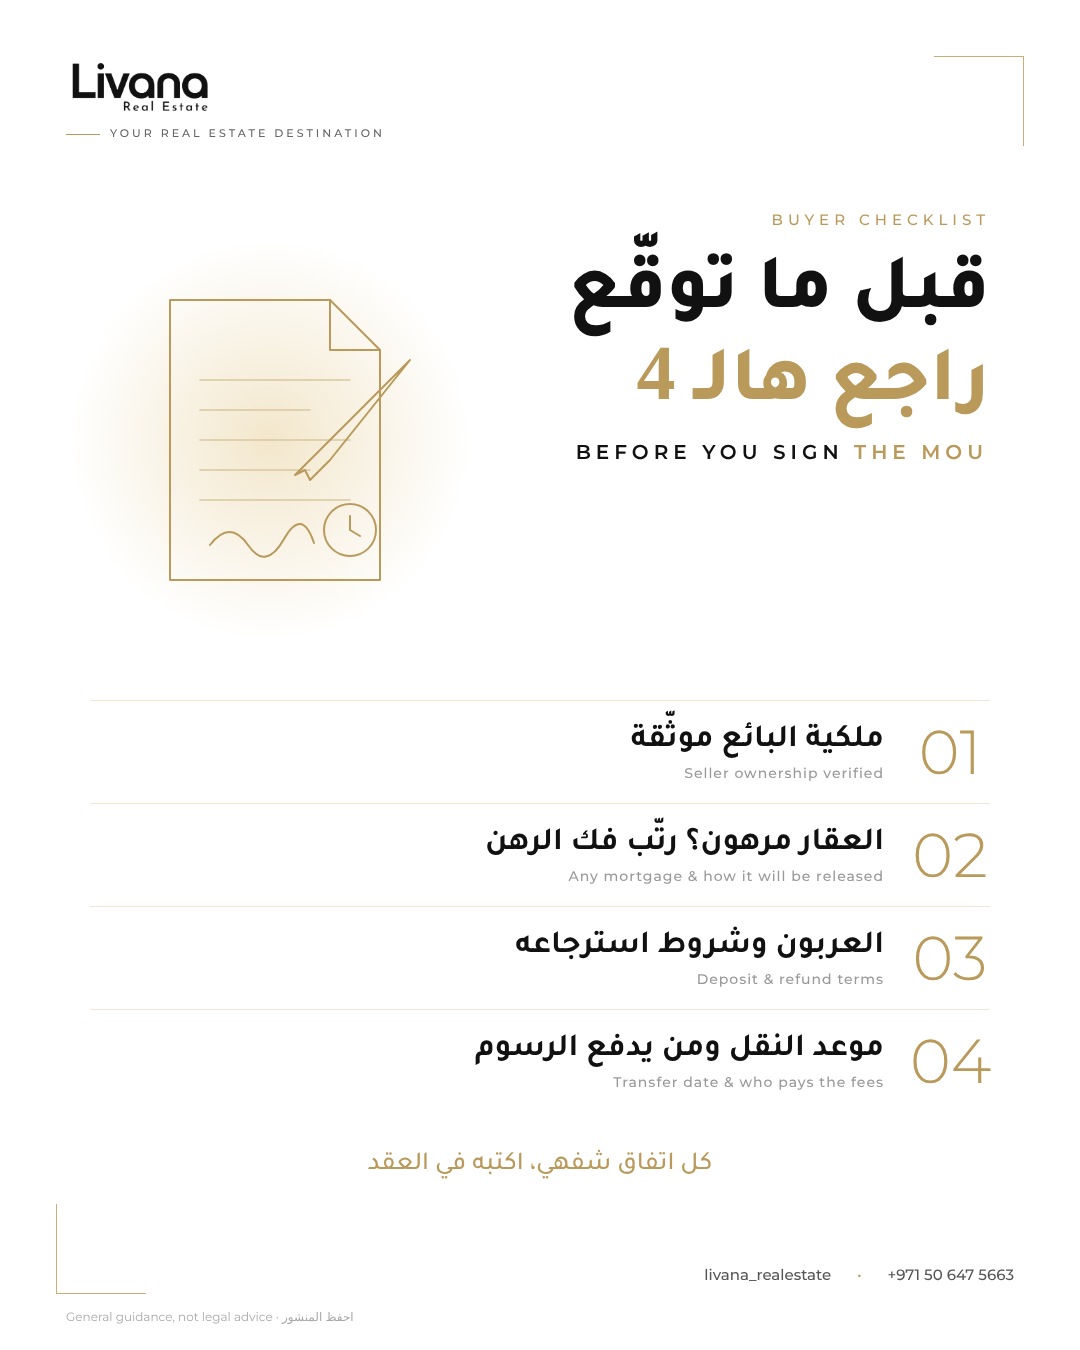 Livana
Real Estate
YOUR REAL ESTATE DESTINATION
BUYER CHECKLIST
قبل ما توقّع
راجع هالـ 4
BEFORE YOU SIGN THE MOU
01
ملكية البائع موثّقة
Seller ownership verified
02
العقار مرهون؟ رتّب فك الرهن
Any mortgage & how it will be released
03
العربون وشروط استرجاعه
Deposit & refund terms
04
موعد النقل ومن يدفع الرسوم
Transfer date & who pays the fees
كل اتفاق شفهي، اكتبه في العقد
livana_realestate · +971 50 647 5663
General guidance, not legal advice · احفظ المنشور